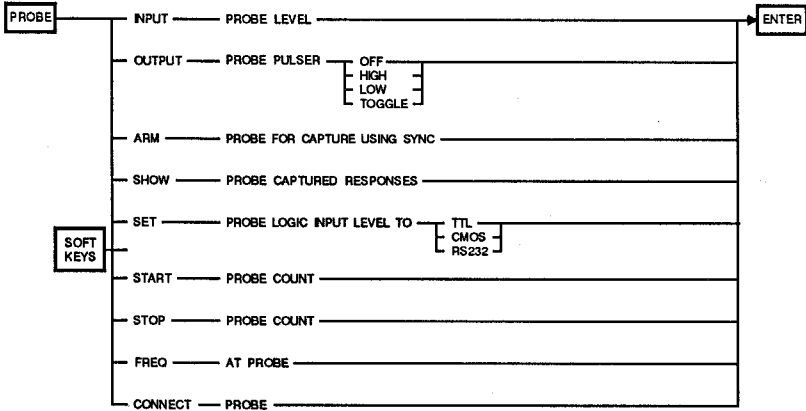 PROBE INPUT PROBE LEVEL ENTER
OUTPUT PROBE PULSER OFF
HIGH
LOW
TOGGLE
ARM PROBE FOR CAPTURE USING SYNC
SHOW PROBE CAPTURED RESPONSES
SET PROBE LOGIC INPUT LEVEL TO TTL
CMOS
RS232
SOFT
KEYS
START PROBE COUNT
STOP PROBE COUNT
FREQ AT PROBE
CONNECT PROBE